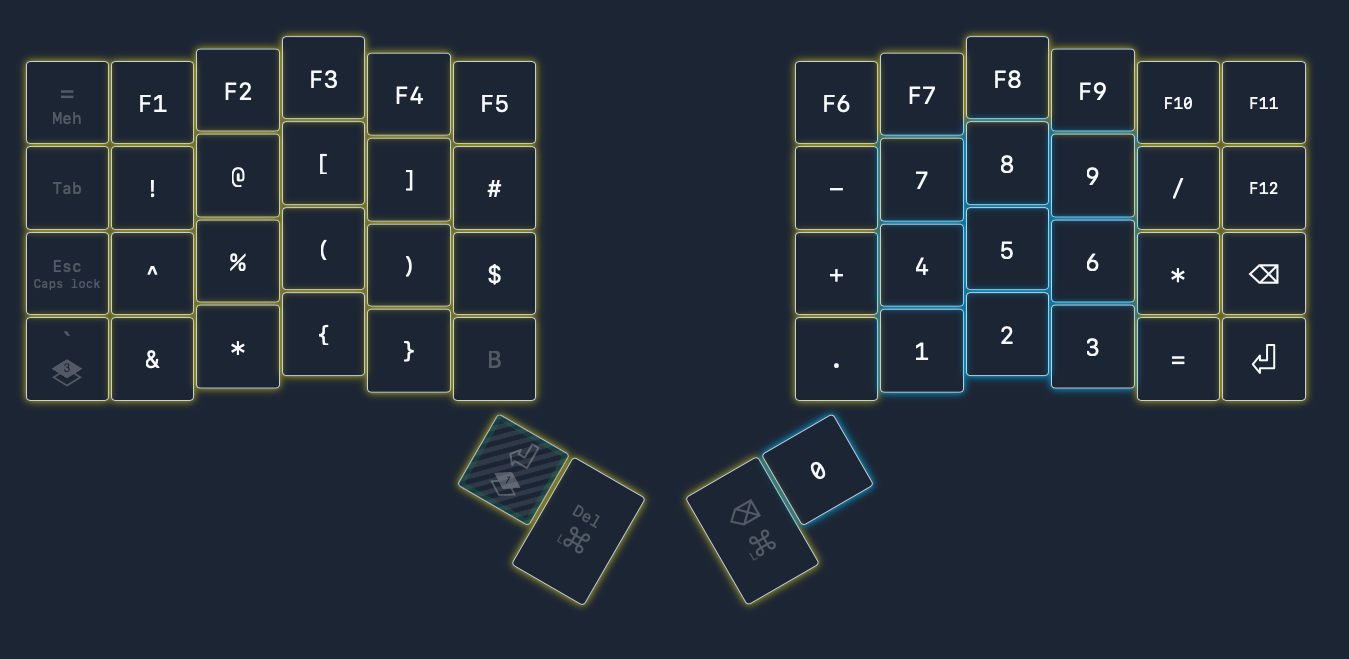 = F1 F2 F3 F4 F5 F6 F7 F8 F9 F10 F11
Meh
Tab ! @ [ ] # - 7 8 9 / F12
Esc ^ % ( ) $ + 4 5 6 * ⌫
Caps lock
` & * { } B . 1 2 3 = ⏎
3
⏎ 0
1
Del ⌫
L ⌘ L ⌘